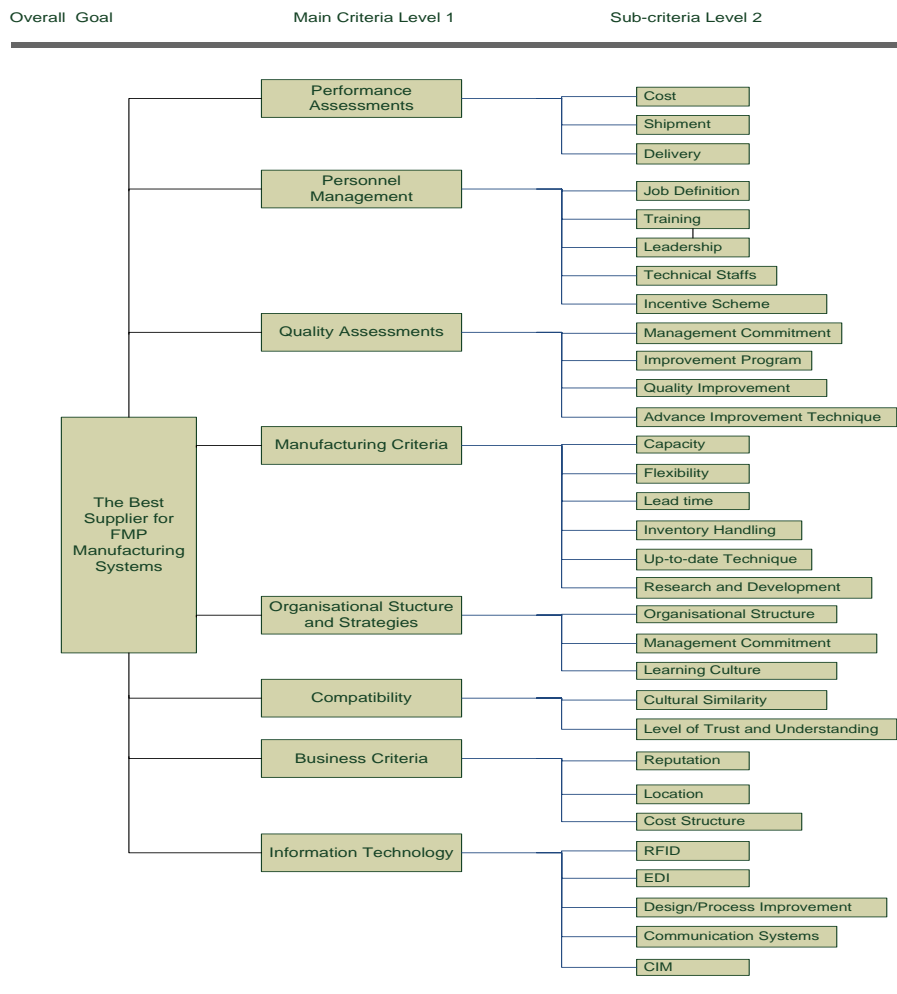 Overall Goal
Main Criteria Level 1
Sub-criteria Level 2
The Best
Supplier for
FMP
Manufacturing
Systems
Performance
Assessments
Cost
Shipment
Delivery
Personnel
Management
Job Definition
Training
Leadership
Technical Staffs
Incentive Scheme
Quality Assessments
Management Commitment
Improvement Program
Quality Improvement
Advance Improvement Technique
Manufacturing Criteria
Capacity
Flexibility
Lead time
Inventory Handling
Up-to-date Technique
Research and Development
Organisational Stucture
and Strategies
Organisational Structure
Management Commitment
Learning Culture
Compatibility
Cultural Similarity
Level of Trust and Understanding
Business Criteria
Reputation
Location
Cost Structure
Information Technology
RFID
EDI
Design/Process Improvement
Communication Systems
CIM